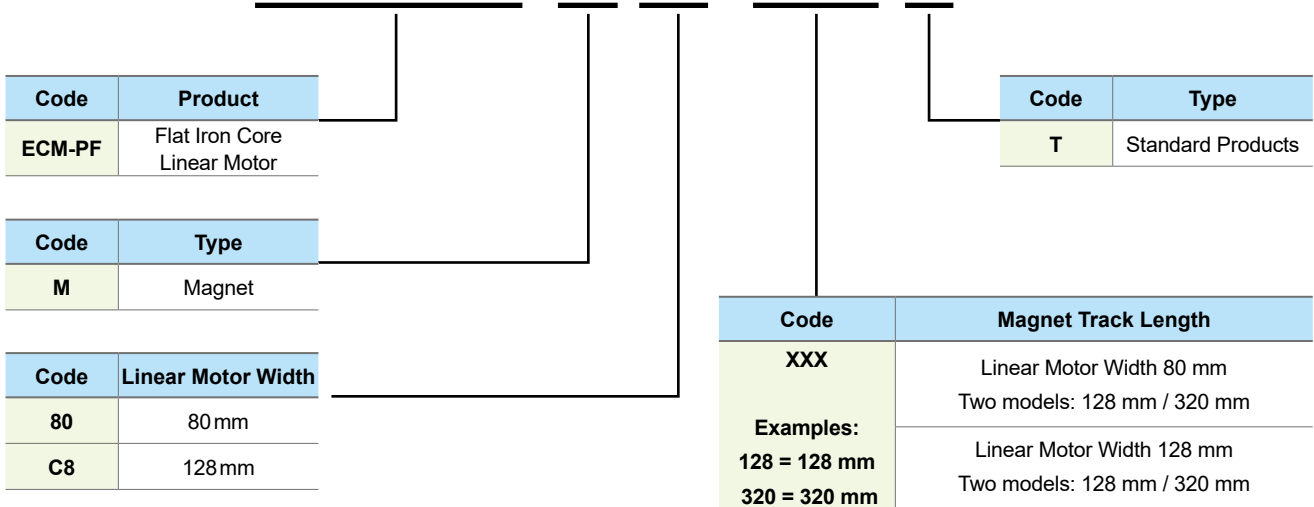 Code Product
ECM-PF Flat Iron Core
Linear Motor
Code Type
T Standard Products
Code Type
M Magnet
Code Linear Motor Width
80 80 mm
C8 128 mm
Code Magnet Track Length
XXX
Examples:
128 = 128 mm
320 = 320 mm
Linear Motor Width 80 mm
Two models: 128 mm / 320 mm
Linear Motor Width 128 mm
Two models: 128 mm / 320 mm